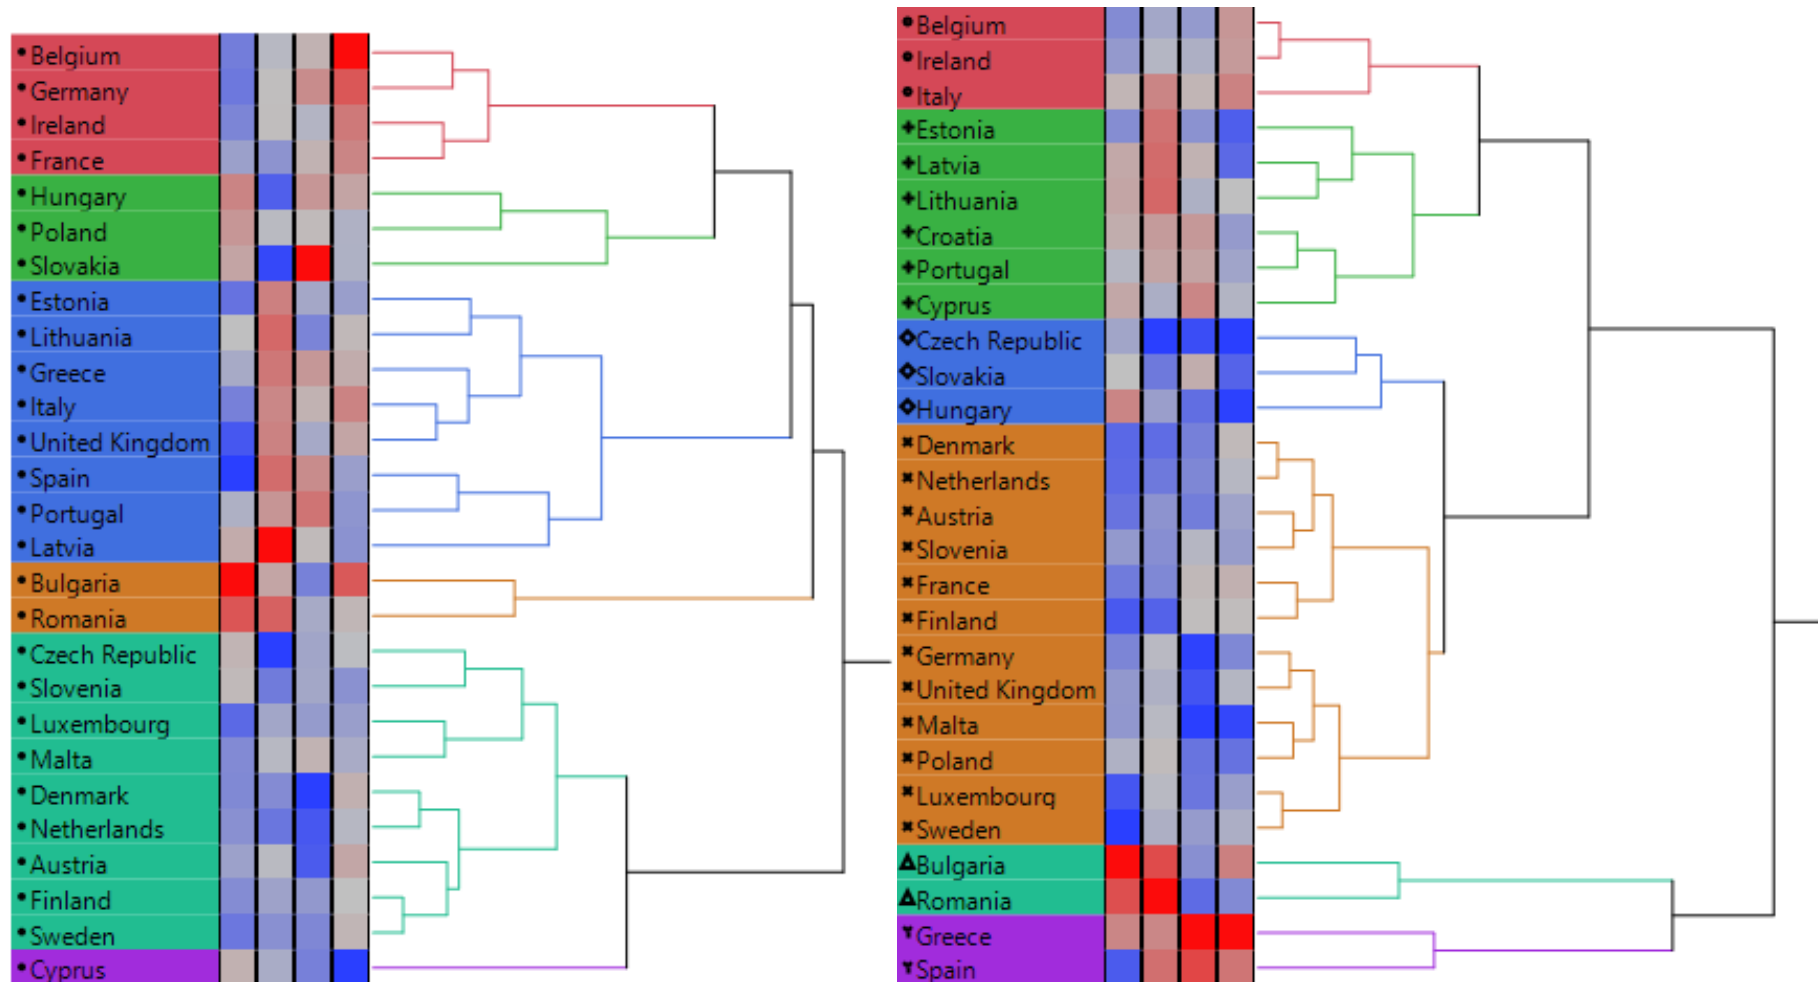 Belgium
Germany
Ireland
France
Hungary
Poland
Slovakia
Estonia
Lithuania
Greece
Italy
United Kingdom
Spain
Portugal
Latvia
Bulgaria
Romania
Czech Republic
Slovenia
Luxembourg
Malta
Denmark
Netherlands
Austria
Finland
Sweden
Cyprus
Belgium
Ireland
Italy
Estonia
Latvia
Lithuania
Croatia
Portugal
Cyprus
Czech Republic
Slovakia
Hungary
Denmark
Netherlands
Austria
Slovenia
France
Finland
Germany
United Kingdom
Malta
Poland
Luxembourg
Sweden
Bulgaria
Romania
Greece
Spain